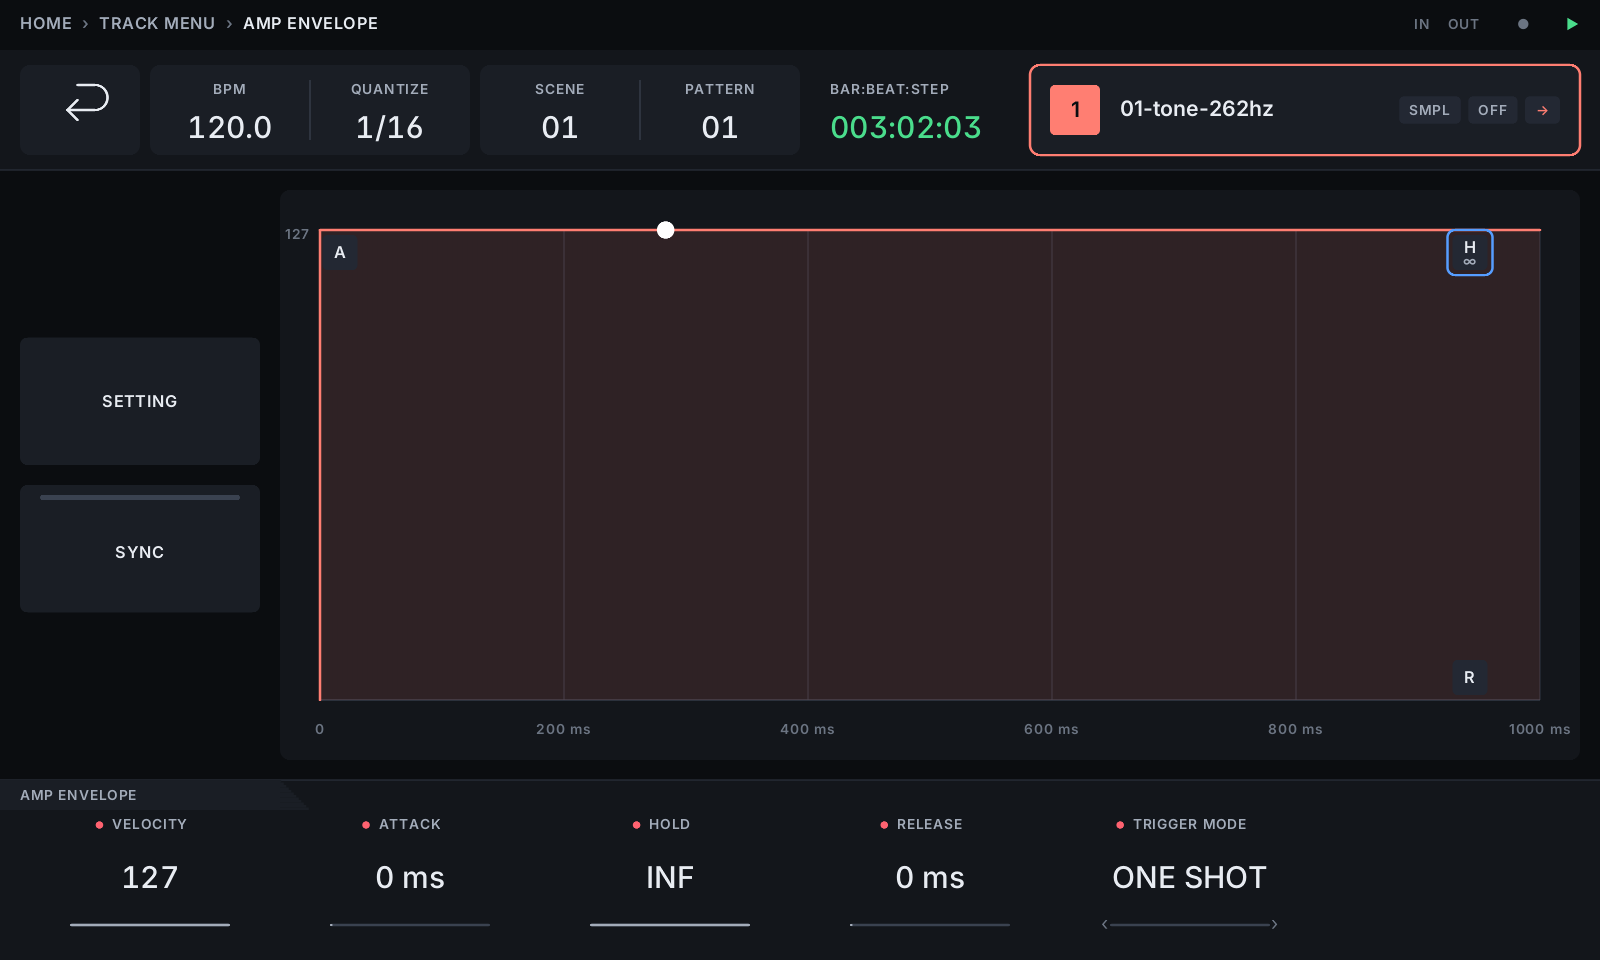 HOME › TRACK MENU › AMP ENVELOPE
IN OUT
BPM QUANTIZE SCENE PATTERN BAR:BEAT:STEP
120.0 1/16 01 01 003:02:03
1 01-tone-262hz SMPL OFF →
127
A H
∞
SETTING
SYNC
R
0 200 ms 400 ms 600 ms 800 ms 1000 ms
AMP ENVELOPE
VELOCITY ATTACK HOLD RELEASE TRIGGER MODE
127 0 ms INF 0 ms ONE SHOT
‹ ›